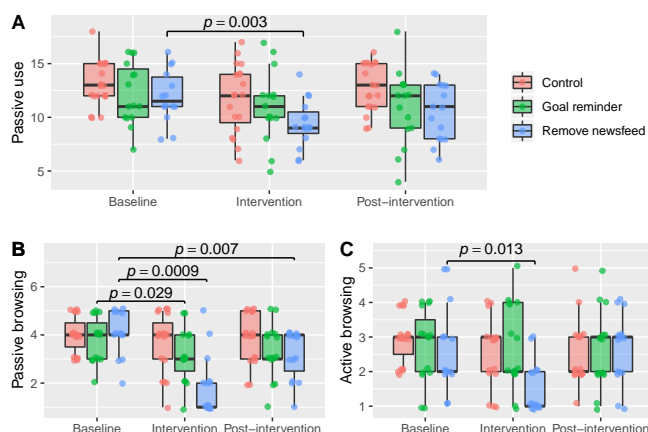 A
p = 0.003
Passive use
15
10
5
Baseline
Intervention
Post-intervention
Control
Goal reminder
Remove newsfeed
B
p = 0.007
p = 0.0009
p = 0.029
Passive browsing
6
4
2
Baseline
Intervention
Post-intervention
C
p = 0.013
Active browsing
5
4
3
2
1
Baseline
Intervention
Post-intervention